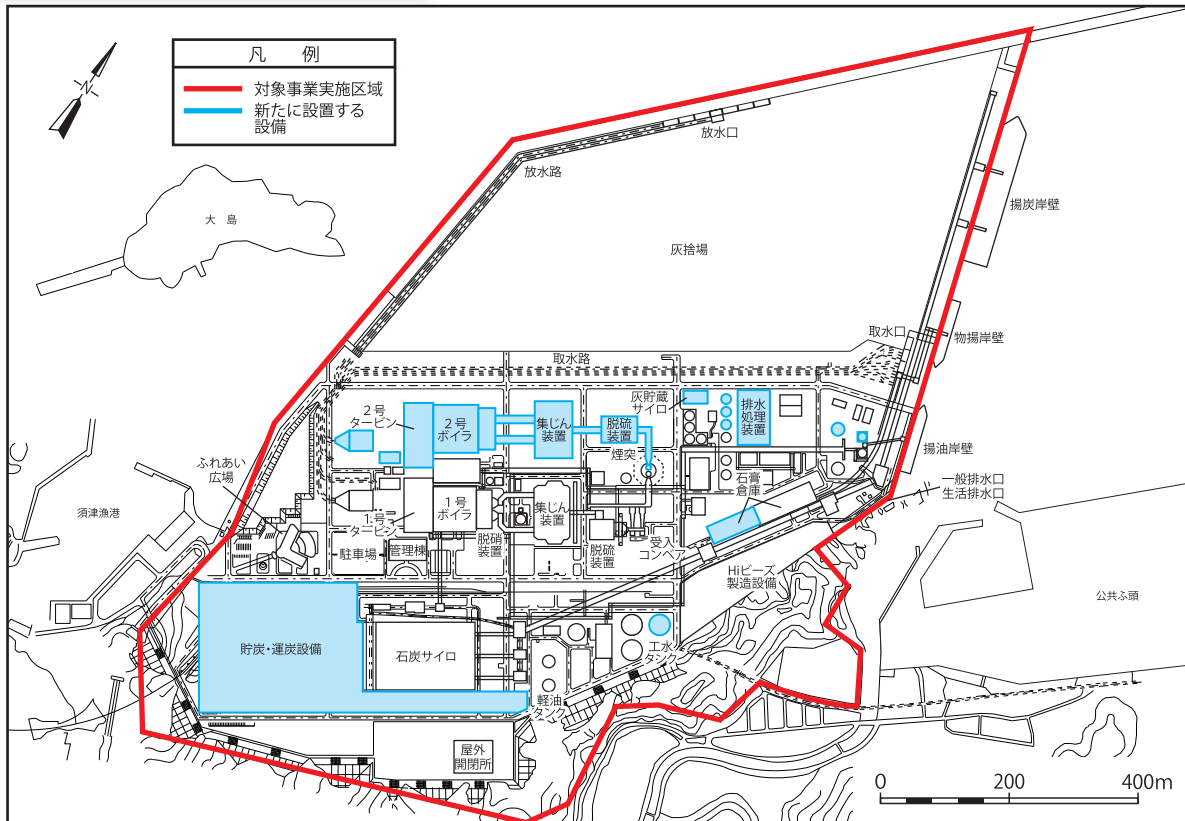 凡 例
対象事業実施区域
新たに設置する
設備
N
大 島
放水口
放水路
揚炭岸壁
灰捨場
取水口
物揚岸壁
取水路
灰貯蔵
サイロ
2号
タービン
2号
ボイラ
集じん
装置
脱硫
装置
排水
処理
装置
揚油岸壁
煙突
ふれあい
広場
石膏
倉庫
一般排水口
生活排水口
須津漁港
1号
タービン
1号
ボイラ
脱硝
装置
集じん
装置
脱硫
装置
受入
コンベア
駐車場
管理棟
Hiビーズ
製造設備
公共ふ頭
貯炭・運炭設備
石炭サイロ
工水
タンク
軽油
タンク
屋外
開閉所
0 200 400m